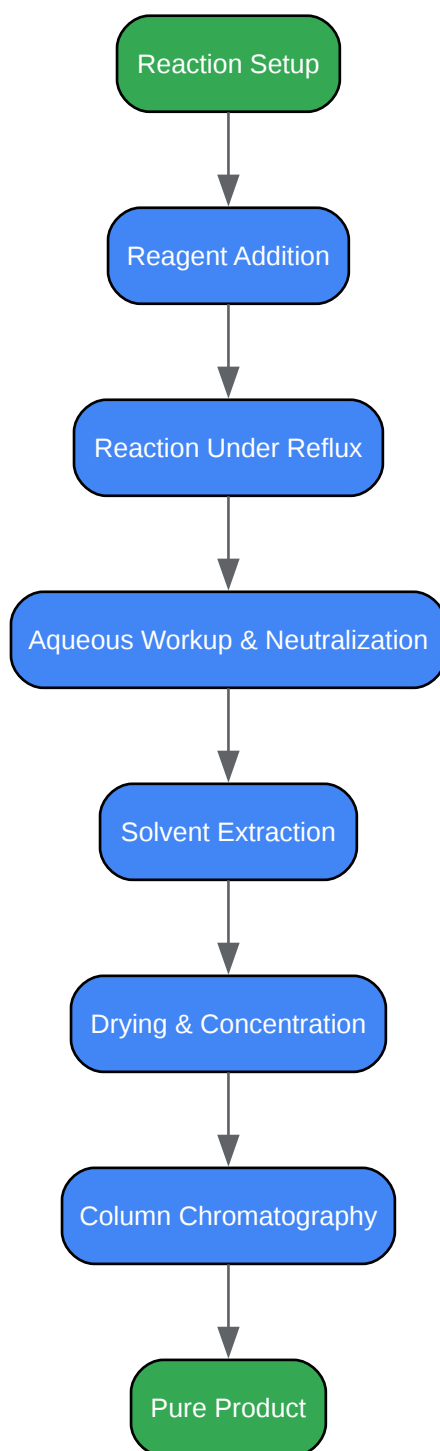 Reaction Setup
Reagent Addition
Reaction Under Reflux
Aqueous Workup & Neutralization
Solvent Extraction
Drying & Concentration
Column Chromatography
Pure Product